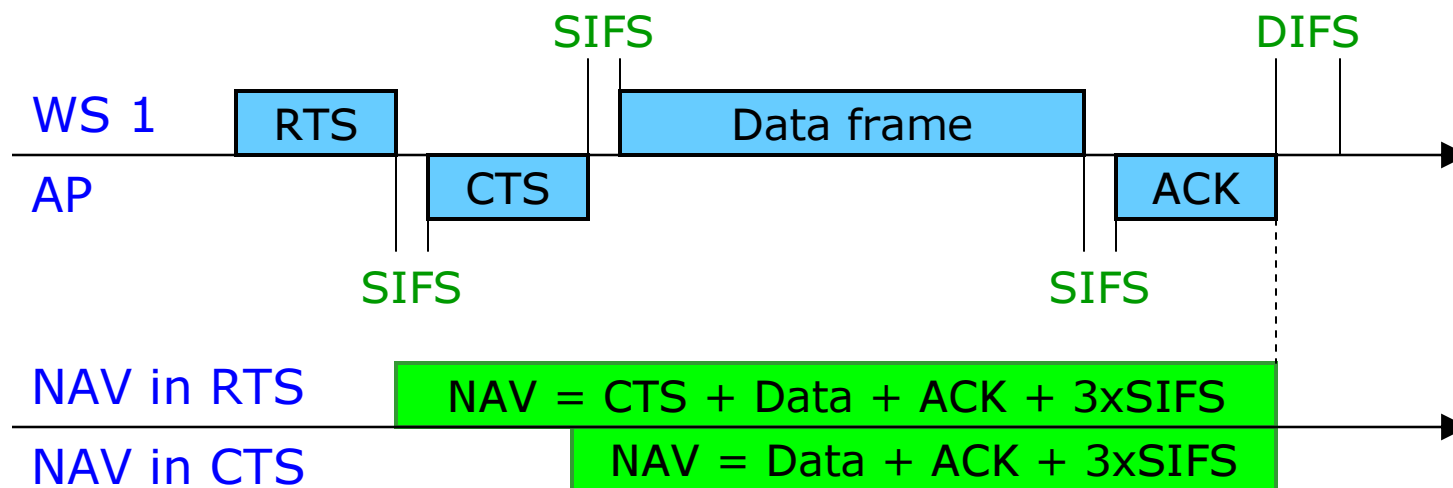 SIFS DIFS
WS 1 RTS Data frame
AP CTS ACK
SIFS SIFS
NAV in RTS NAV = CTS + Data + ACK + 3xSIFS
NAV in CTS NAV = Data + ACK + 3xSIFS